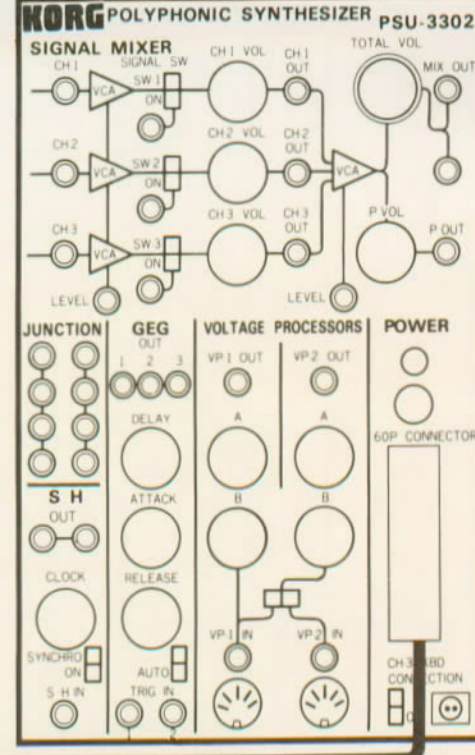 KORG POLYPHONIC SYNTHESIZER PSU-3302
SIGNAL MIXER
TOTAL VOL
CH 1
SIGNAL SW
CH 1 VOL
CH 1
OUT
MIX OUT
VCA
SW 1
ON
CH 2
SW 2
ON
CH 2 VOL
CH 2
OUT
VCA
VCA
CH 3
SW 3
ON
CH 3 VOL
CH 3
OUT
P.VOL
P OUT
VCA
LEVEL
LEVEL
JUNCTION
GEG
OUT
1 2 3
VOLTAGE PROCESSORS
VP 1 OUT
VP 2 OUT
POWER
DELAY
A
A
60P CONNECTOR
S H
OUT
ATTACK
B
B
CLOCK
RELEASE
SYNCHRO
ON
AUTO
VP 1 IN
VP 2 IN
S H IN
TRIG IN
1 2